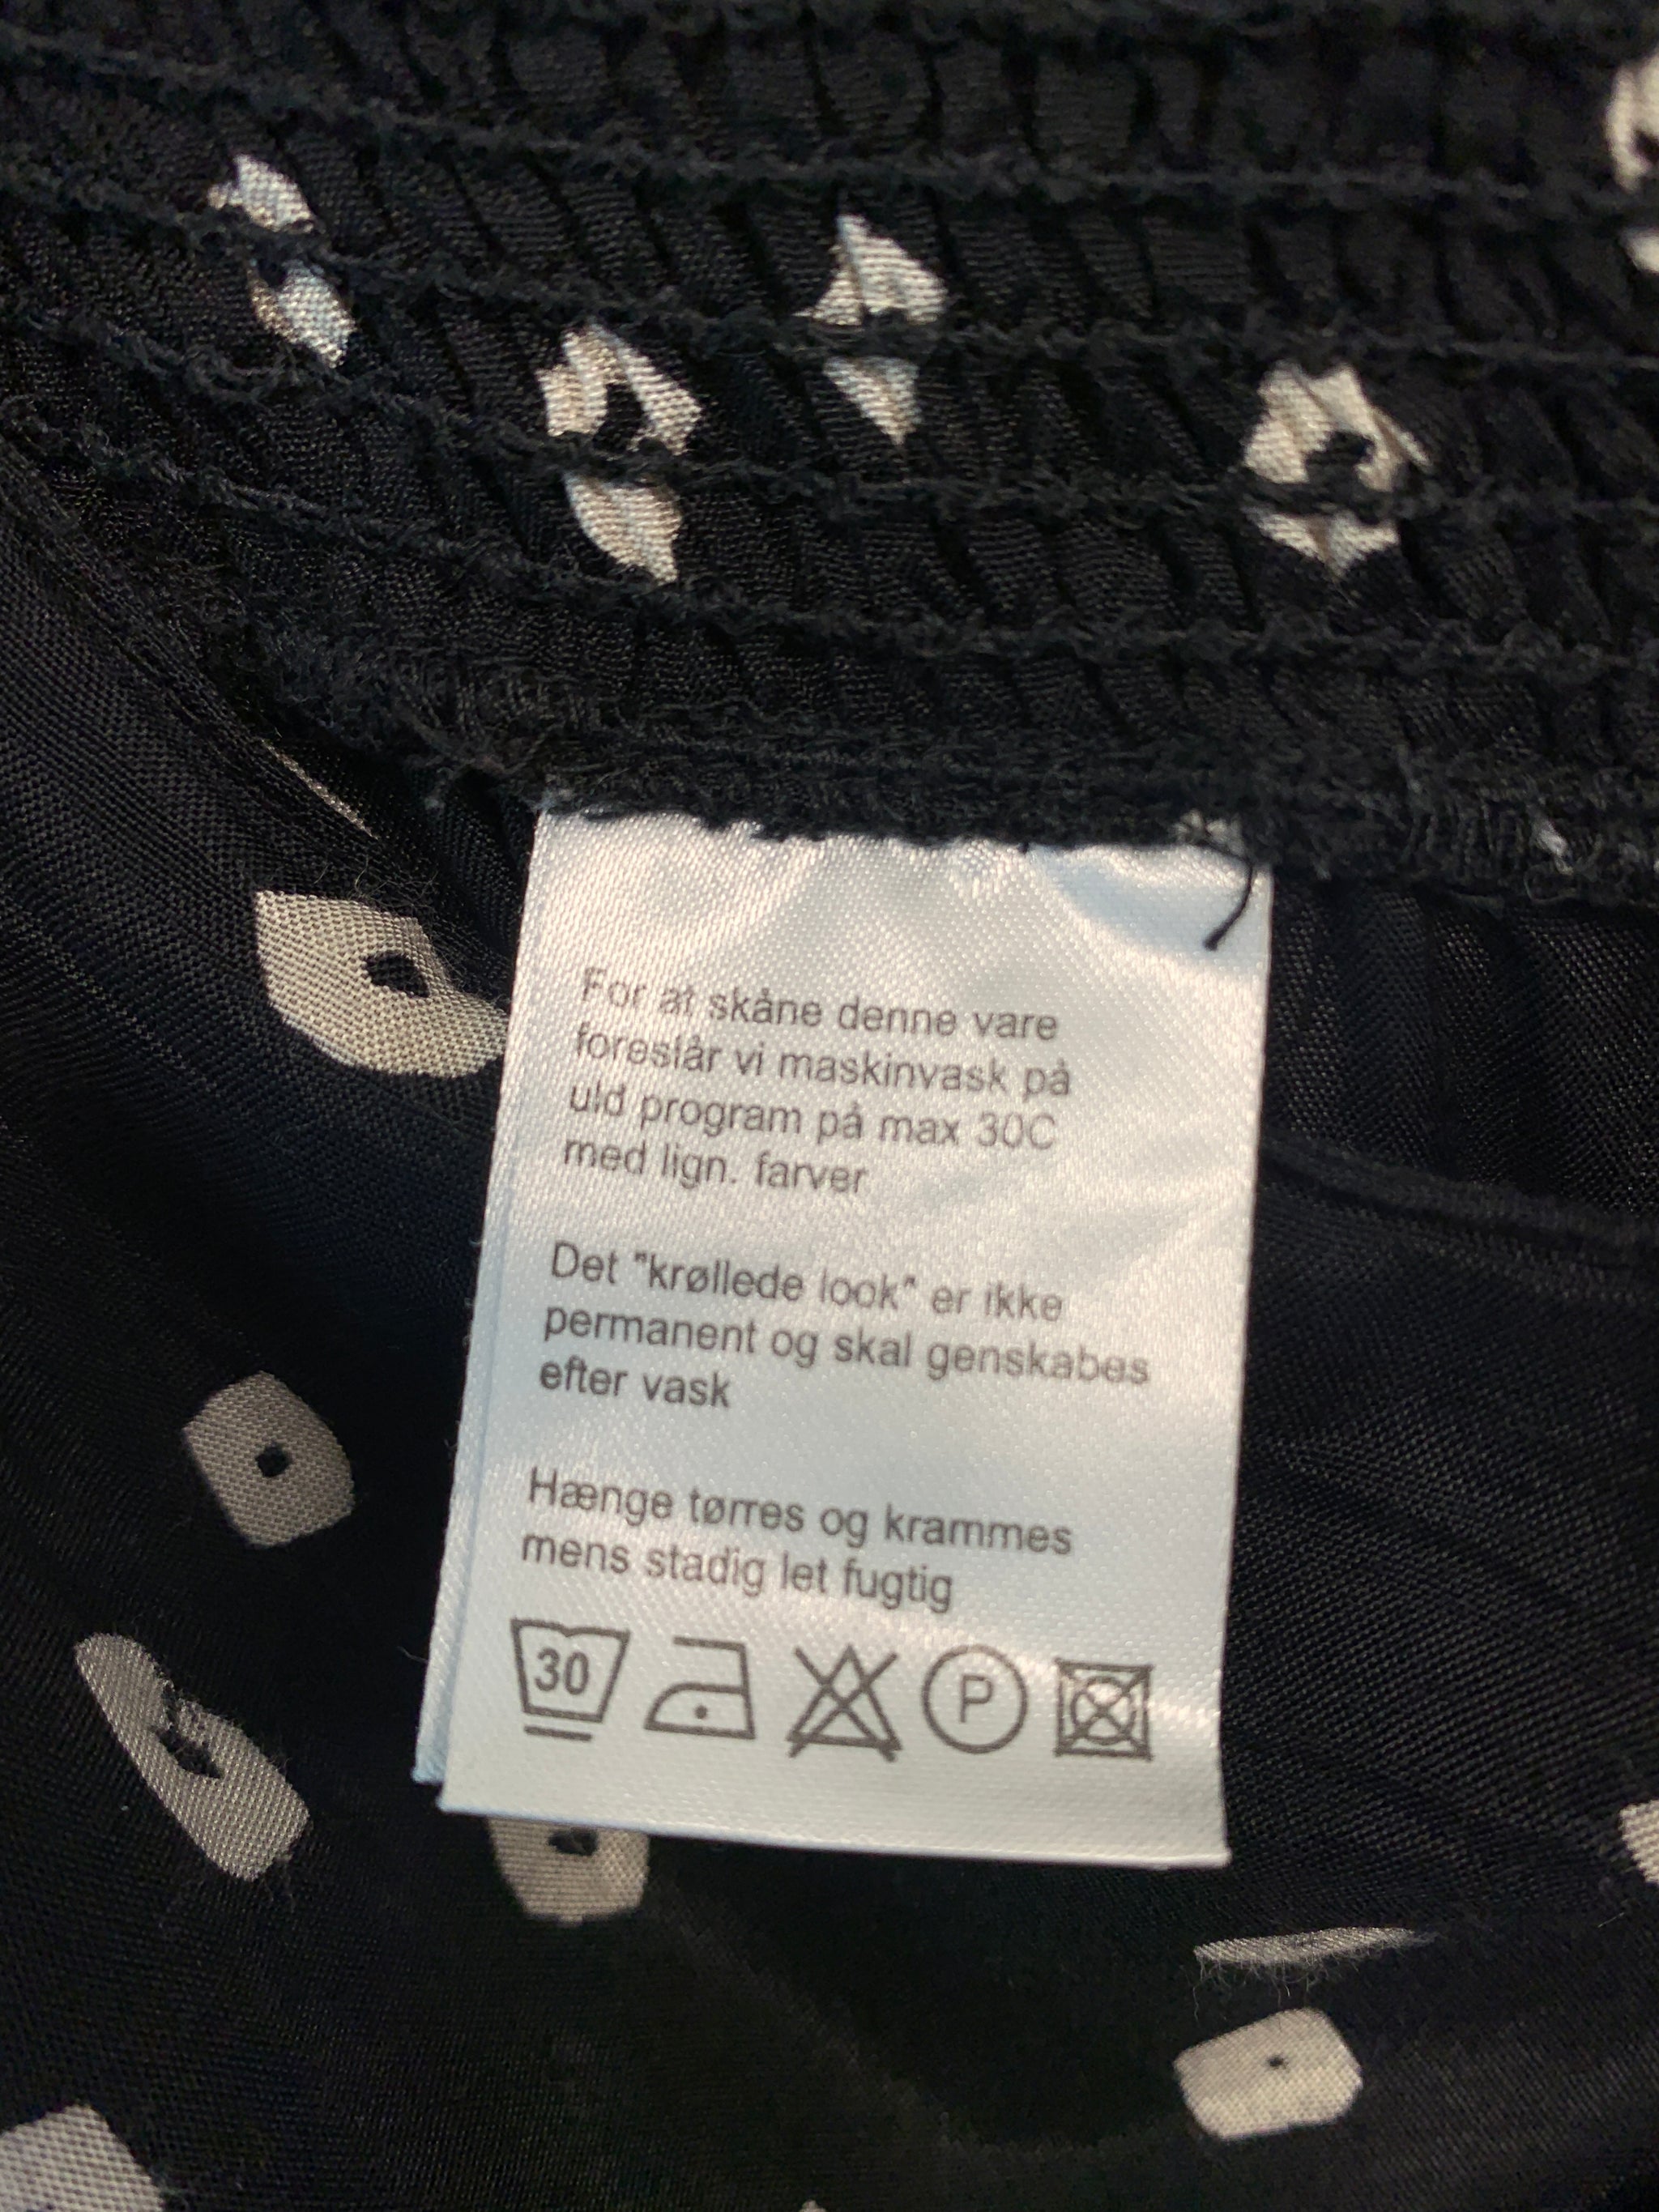 For at skåne denne vare
foreslår vi maskinvask på
uld program på max 30C
med lign. farver
Det "krøllede look" er ikke
permanent og skal genskabes
efter vask
Hænge tørres og krammes
mens stadig let fugtig
30 P